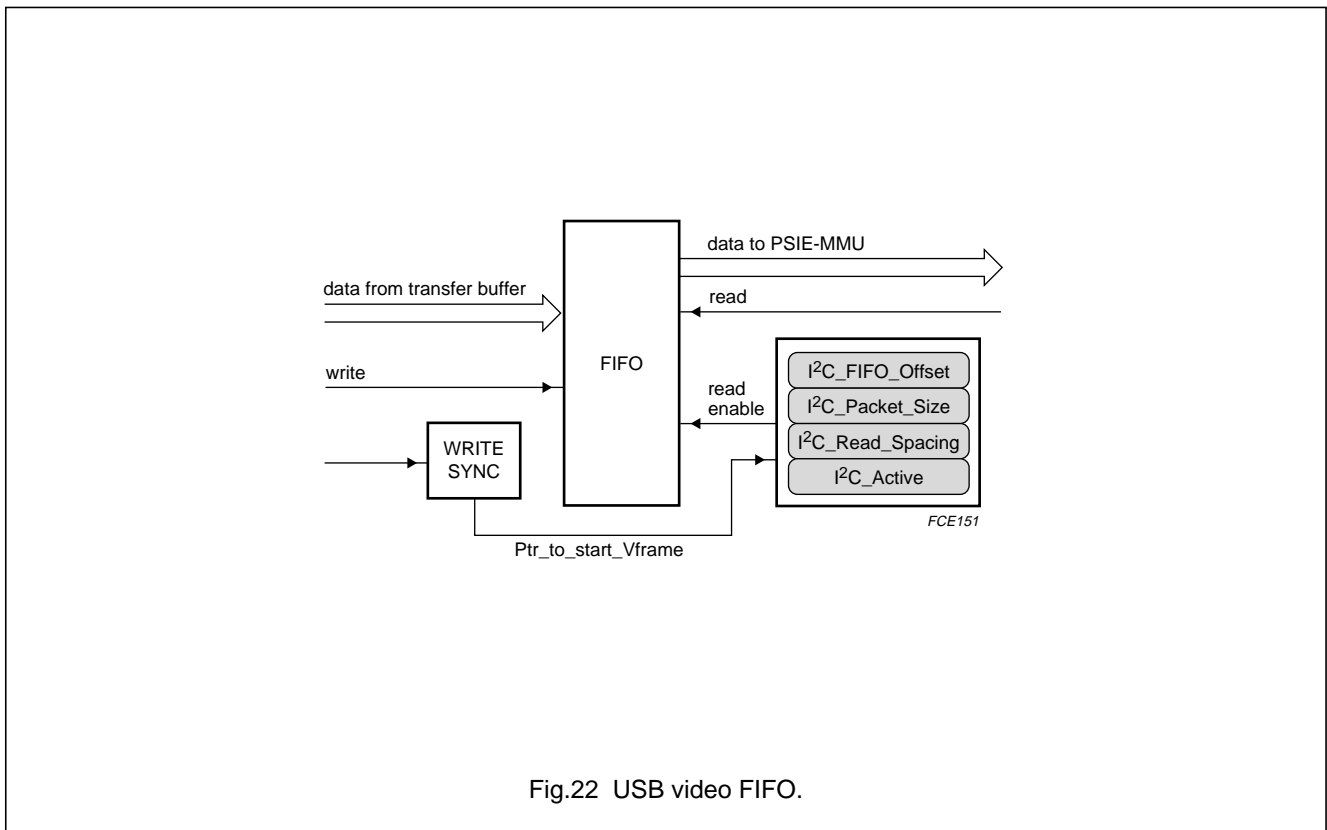 data to PSIE-MMU
data from transfer buffer
read
FIFO
write
read
enable
I²C_FIFO_Offset
I²C_Packet_Size
I²C_Read_Spacing
I²C_Active
WRITE
SYNC
FCE151
Ptr_to_start_Vframe
Fig.22 USB video FIFO.